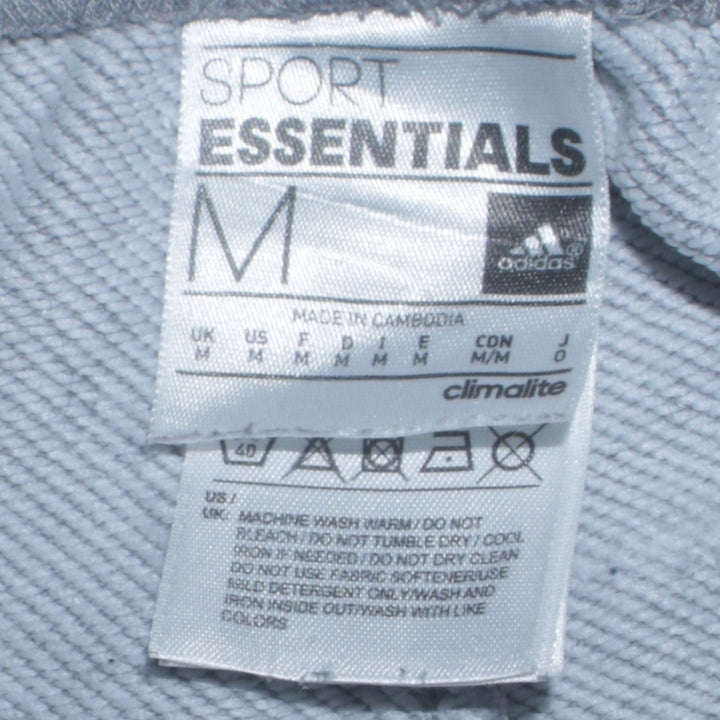 SPORT
ESSENTIALS
M
adidas®
MADE IN CAMBODIA
UK US F D I E CDN J
M M M M M M M/M O
climalite
40
US /
UK: MACHINE WASH WARM / DO NOT
BLEACH / DO NOT TUMBLE DRY / COOL
IRON IF NEEDED / DO NOT DRY CLEAN
DO NOT USE FABRIC SOFTENER/USE
MILD DETERGENT ONLY/WASH AND
IRON INSIDE OUT/WASH WITH LIKE
COLORS